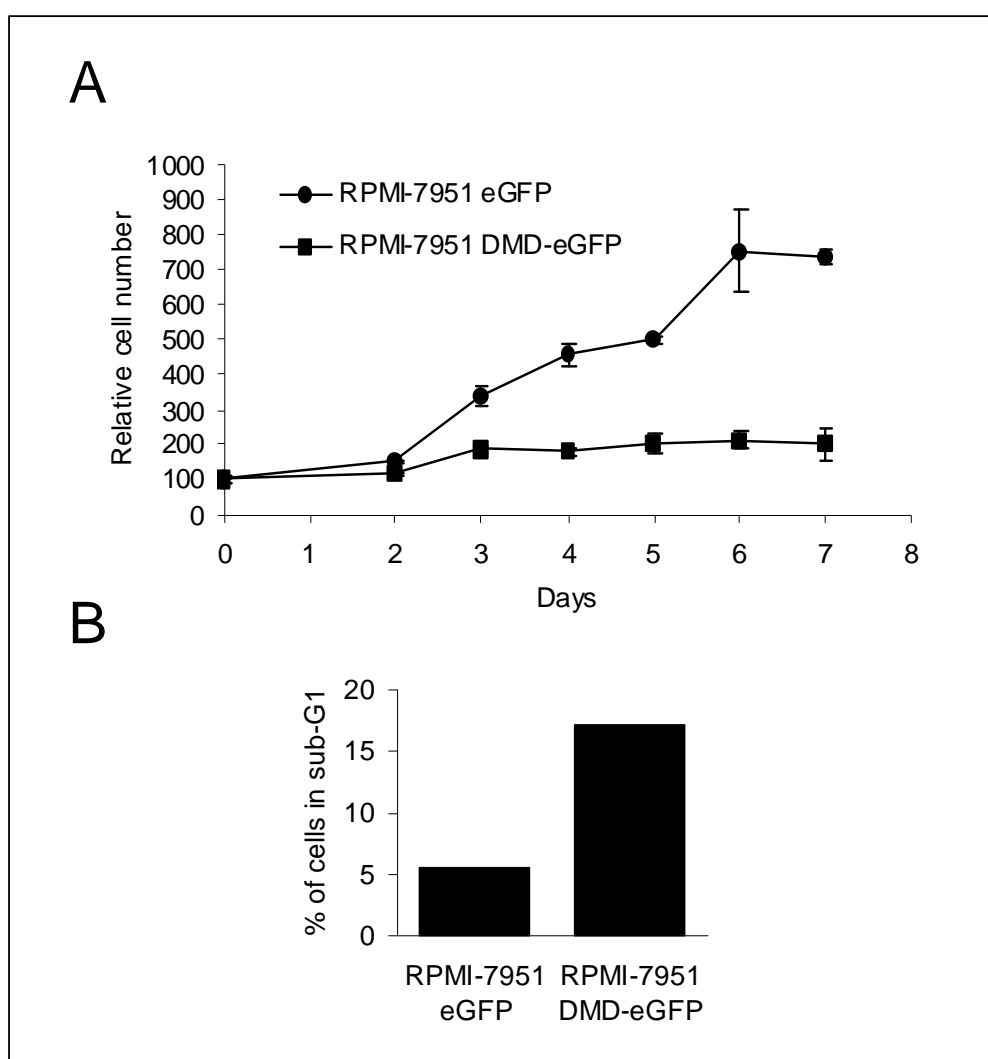 A
1000
900
800
700
600
500
400
300
200
100
0
Relative cell number
RPMI-7951 eGFP
RPMI-7951 DMD-eGFP
0 1 2 3 4 5 6 7 8
Days
B
20
15
10
5
0
% of cells in sub-G1
RPMI-7951 RPMI-7951
eGFP DMD-eGFP